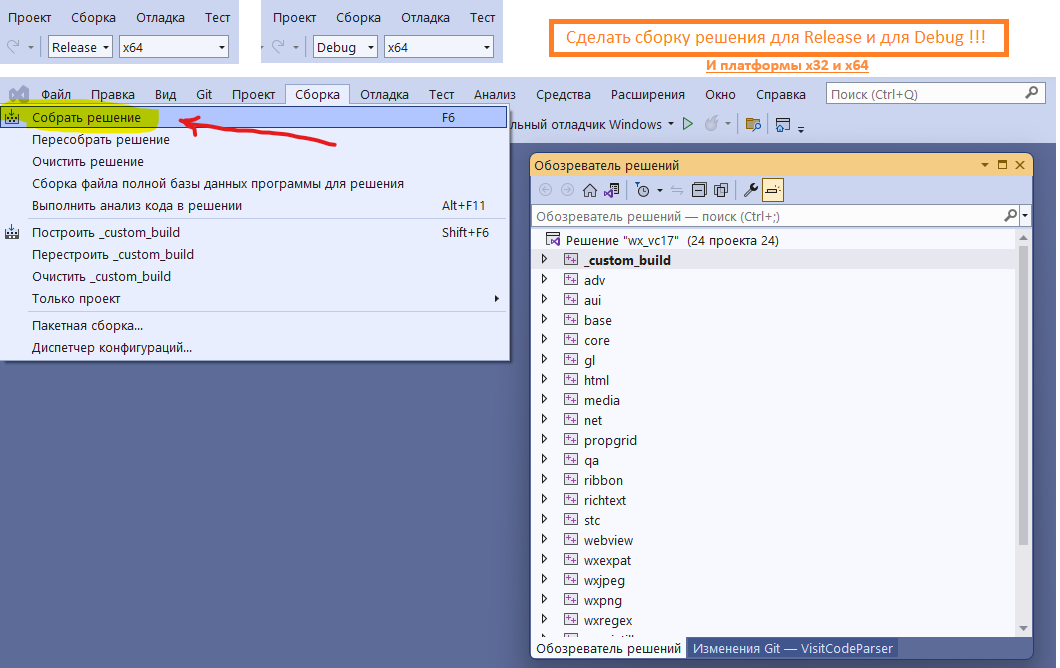 Проект Сборка Отладка Тест
Release x64
Проект Сборка Отладка Тест
Debug x64
Сделать сборку решения для Release и для Debug !!!
И платформы x32 и x64
Файл Правка Вид Git Проект Сборка Отладка Тест Анализ Средства Расширения Окно Справка Поиск (Ctrl+Q)
льный отладчик Windows
Собрать решение F6
Пересобрать решение
Очистить решение
Сборка файла полной базы данных программы для решения
Выполнить анализ кода в решении Alt+F11
Построить _custom_build Shift+F6
Перестроить _custom_build
Очистить _custom_build
Только проект
Пакетная сборка...
Диспетчер конфигураций...
Обозреватель решений
Обозреватель решений — поиск (Ctrl+;)
Решение "wx_vc17" (24 проекта 24)
_custom_build
adv
aui
base
core
gl
html
media
net
propgrid
qa
ribbon
richtext
stc
webview
wxexpat
wxjpeg
wxpng
wxregex
Обозреватель решений Изменения Git — VisitCodeParser